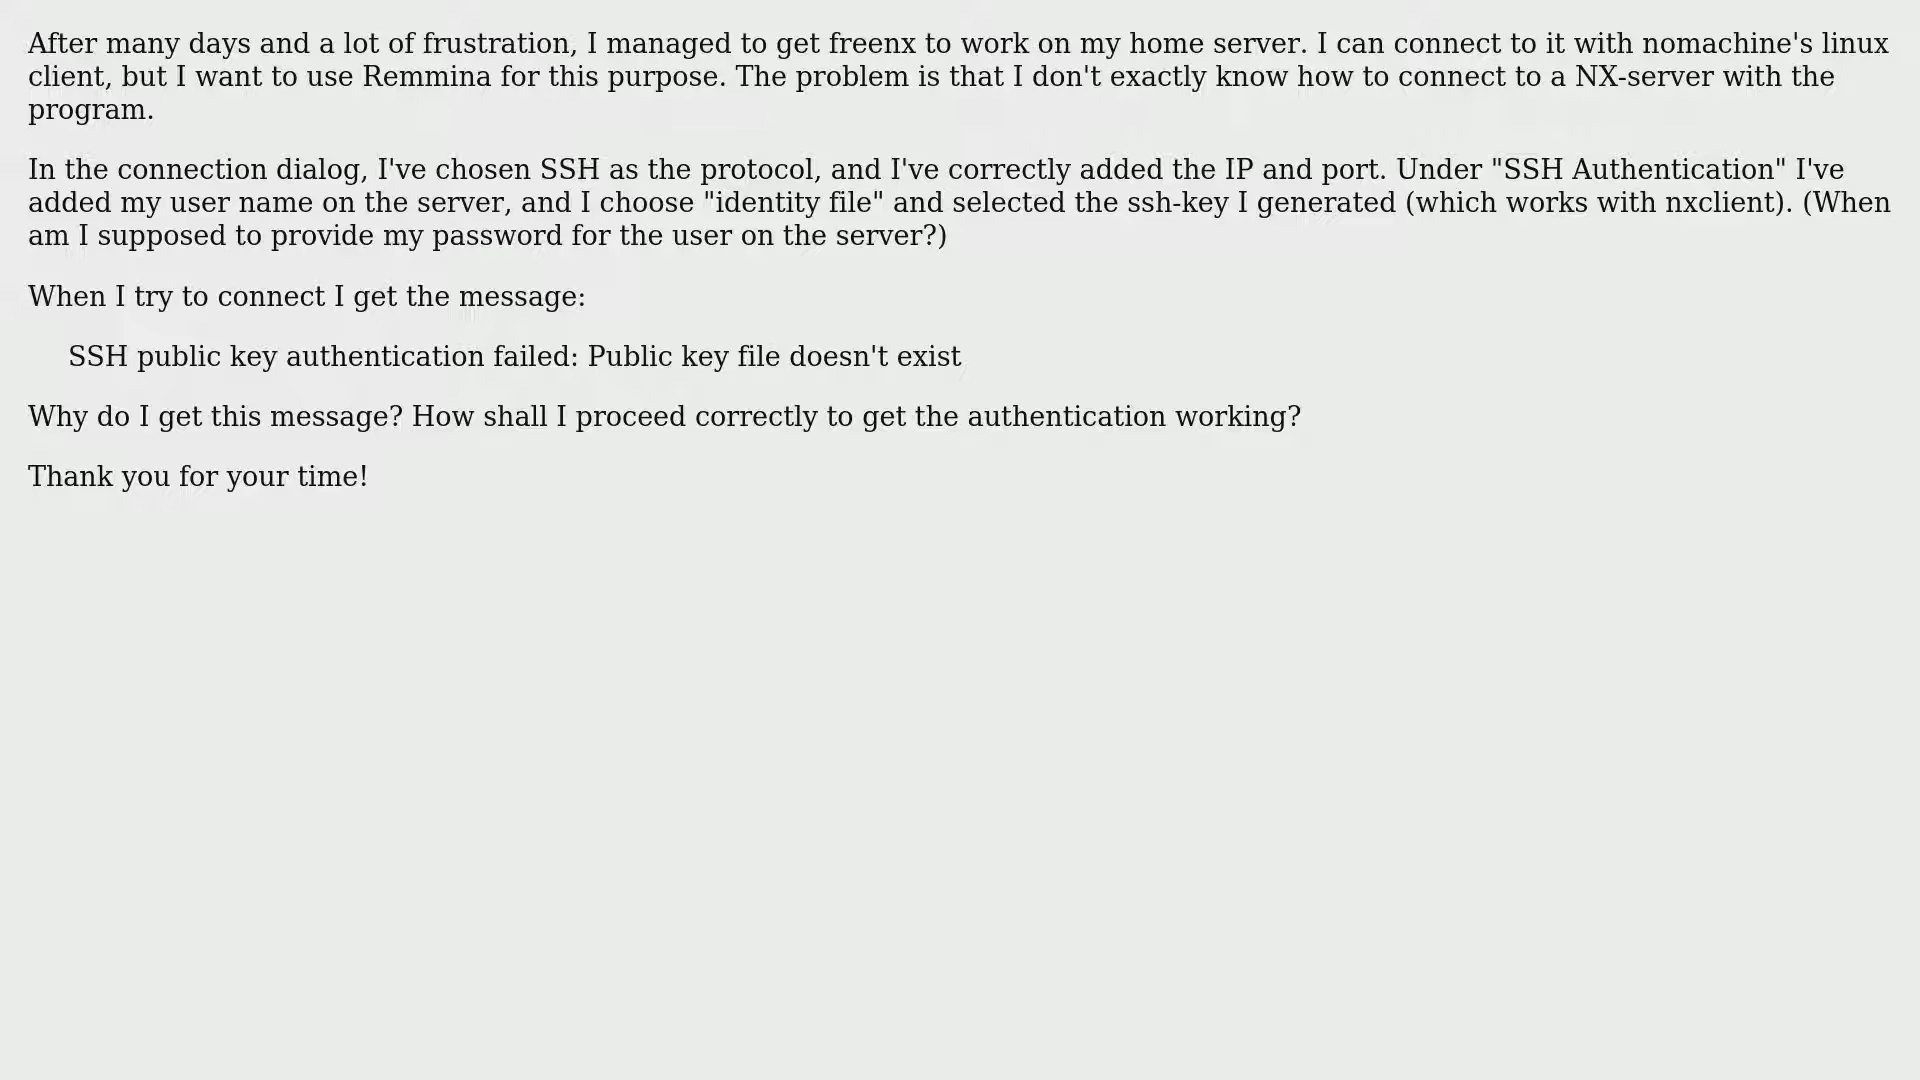 After many days and a lot of frustration, I managed to get freenx to work on my home server. I can connect to it with nomachine's linux
client, but I want to use Remmina for this purpose. The problem is that I don't exactly know how to connect to a NX-server with the
program.
In the connection dialog, I've chosen SSH as the protocol, and I've correctly added the IP and port. Under "SSH Authentication" I've
added my user name on the server, and I choose "identity file" and selected the ssh-key I generated (which works with nxclient). (When
am I supposed to provide my password for the user on the server?)
When I try to connect I get the message:
SSH public key authentication failed: Public key file doesn't exist
Why do I get this message? How shall I proceed correctly to get the authentication working?
Thank you for your time!